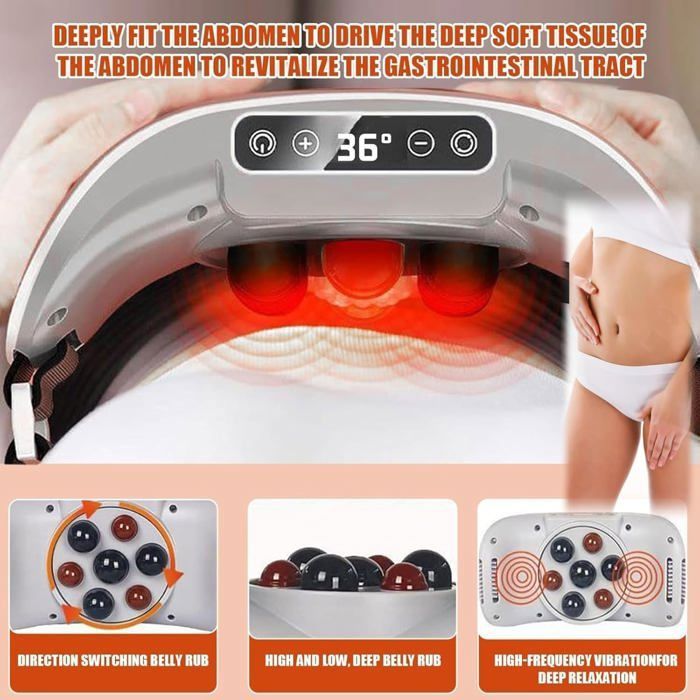 DEEPLY FIT THE ABDOMEN TO DRIVE THE DEEP SOFT TISSUE OF
THE ABDOMEN TO REVITALIZE THE GASTROINTESTINAL TRACT
36°
DIRECTION SWITCHING BELLY RUB
HIGH AND LOW, DEEP BELLY RUB
HIGH-FREQUENCY VIBRATIONFOR
DEEP RELAXATION